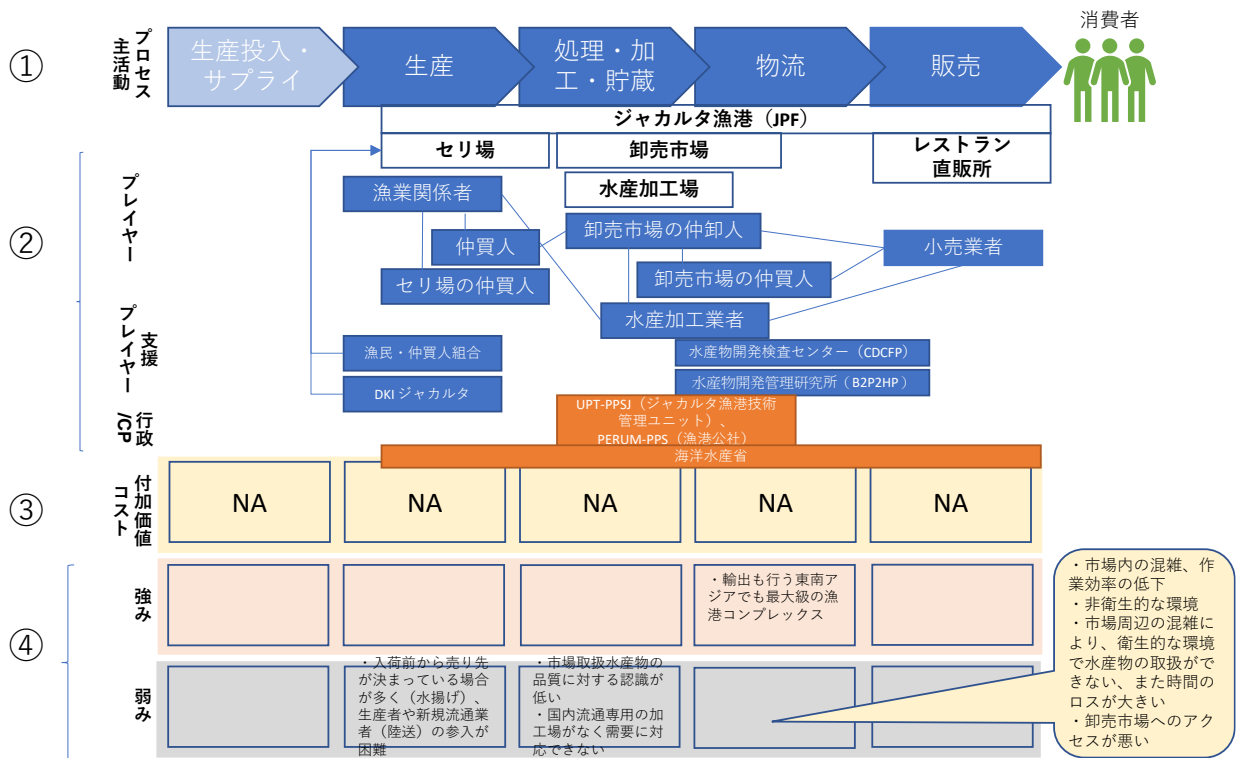 消費者
①
プロセス
主活動
生産投入・
サプライ
生産
処理・加
工・貯蔵
物流
販売
ジャカルタ漁港（JPF）
セリ場
卸売市場
レストラン
直販所
水産加工場
②
プレイヤー
漁業関係者
仲買人
セリ場の仲買人
卸売市場の仲卸人
卸売市場の仲買人
小売業者
水産加工業者
支援
プレイヤー
漁民・仲買人組合
DKI ジャカルタ
水産物開発検査センター（CDCFP）
水産物開発管理研究所（B2P2HP）
行政
/CP
UPT-PPSJ（ジャカルタ漁港技術
管理ユニット）、
PERUM-PPS（漁港公社）
海洋水産省
③
付加価値
コスト
NA
NA
NA
NA
NA
④
強み
・輸出も行う東南ア
ジアでも最大級の漁
港コンプレックス
弱み
・入荷前から売り先
が決まっている場合
が多く（水揚げ）、
生産者や新規流通業
者（陸送）の参入が
困難
・市場取扱水産物の
品質に対する認識が
低い
・国内流通専用の加
工場がなく需要に対
応できない
・市場内の混雑、作
業効率の低下
・非衛生的な環境
・市場周辺の混雑に
より、衛生的な環境
で水産物の取扱がで
きない、また時間の
ロスが大きい
・卸売市場へのアク
セスが悪い